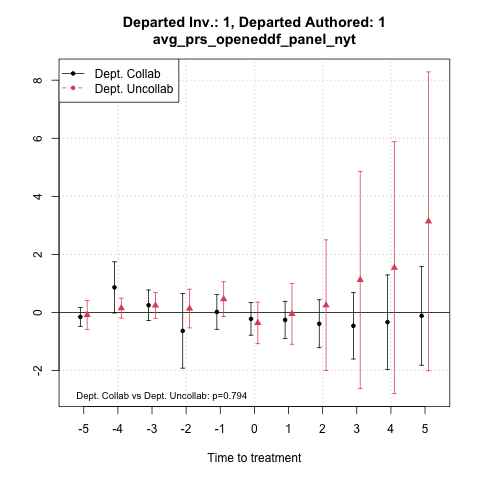 Departed Inv.: 1, Departed Authored: 1
avg_prs_openeddf_panel_nyt
Dept. Collab
Dept. Uncollab
8
6
4
2
0
-2
Dept. Collab vs Dept. Uncollab: p=0.794
-5 -4 -3 -2 -1 0 1 2 3 4 5
Time to treatment